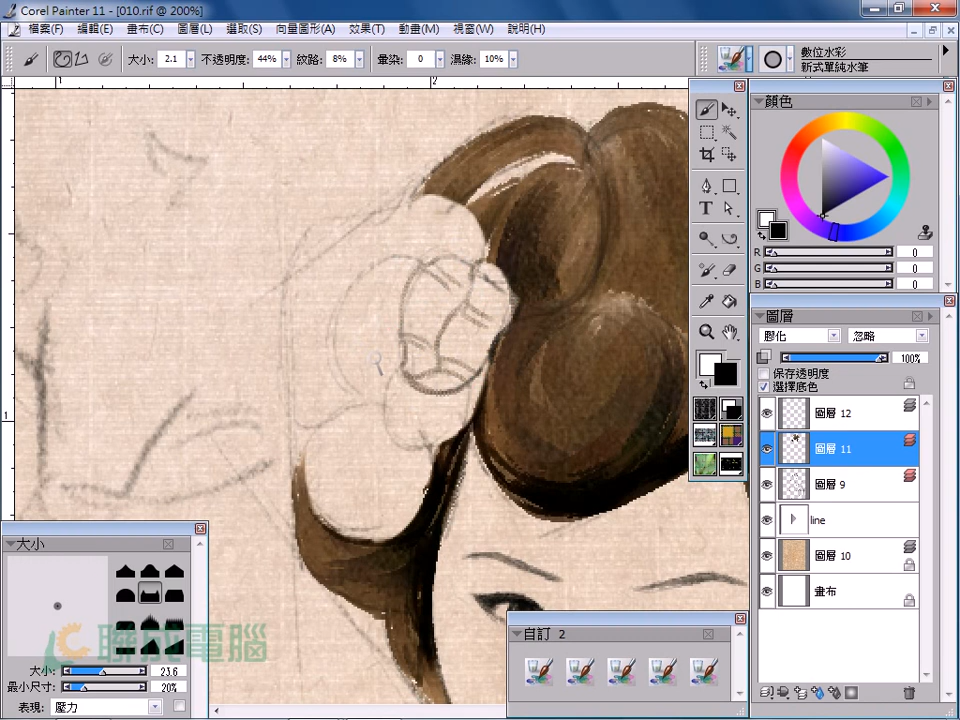 Corel Painter 11 - [010.rif @ 200%]
檔案(F) 編輯(E) 畫布(C) 圖層(L) 選取(S) 向量圖形(A) 效果(T) 動畫(M) 視窗(W) 說明(H)
大小: 2.1 不透明度: 44% 紋路: 8% 暈染: 0 濕緣: 10%
數位水彩
新式單純水筆
1 2
1
顏色
R 0
G 0
B 0
圖層
膠化 忽略
100%
保存透明度
選擇底色
圖層 12
圖層 11
圖層 9
line
圖層 10
畫布
大小
聯成電腦
大小: 23.6
最小尺寸: 20%
表現: 壓力
自訂 2